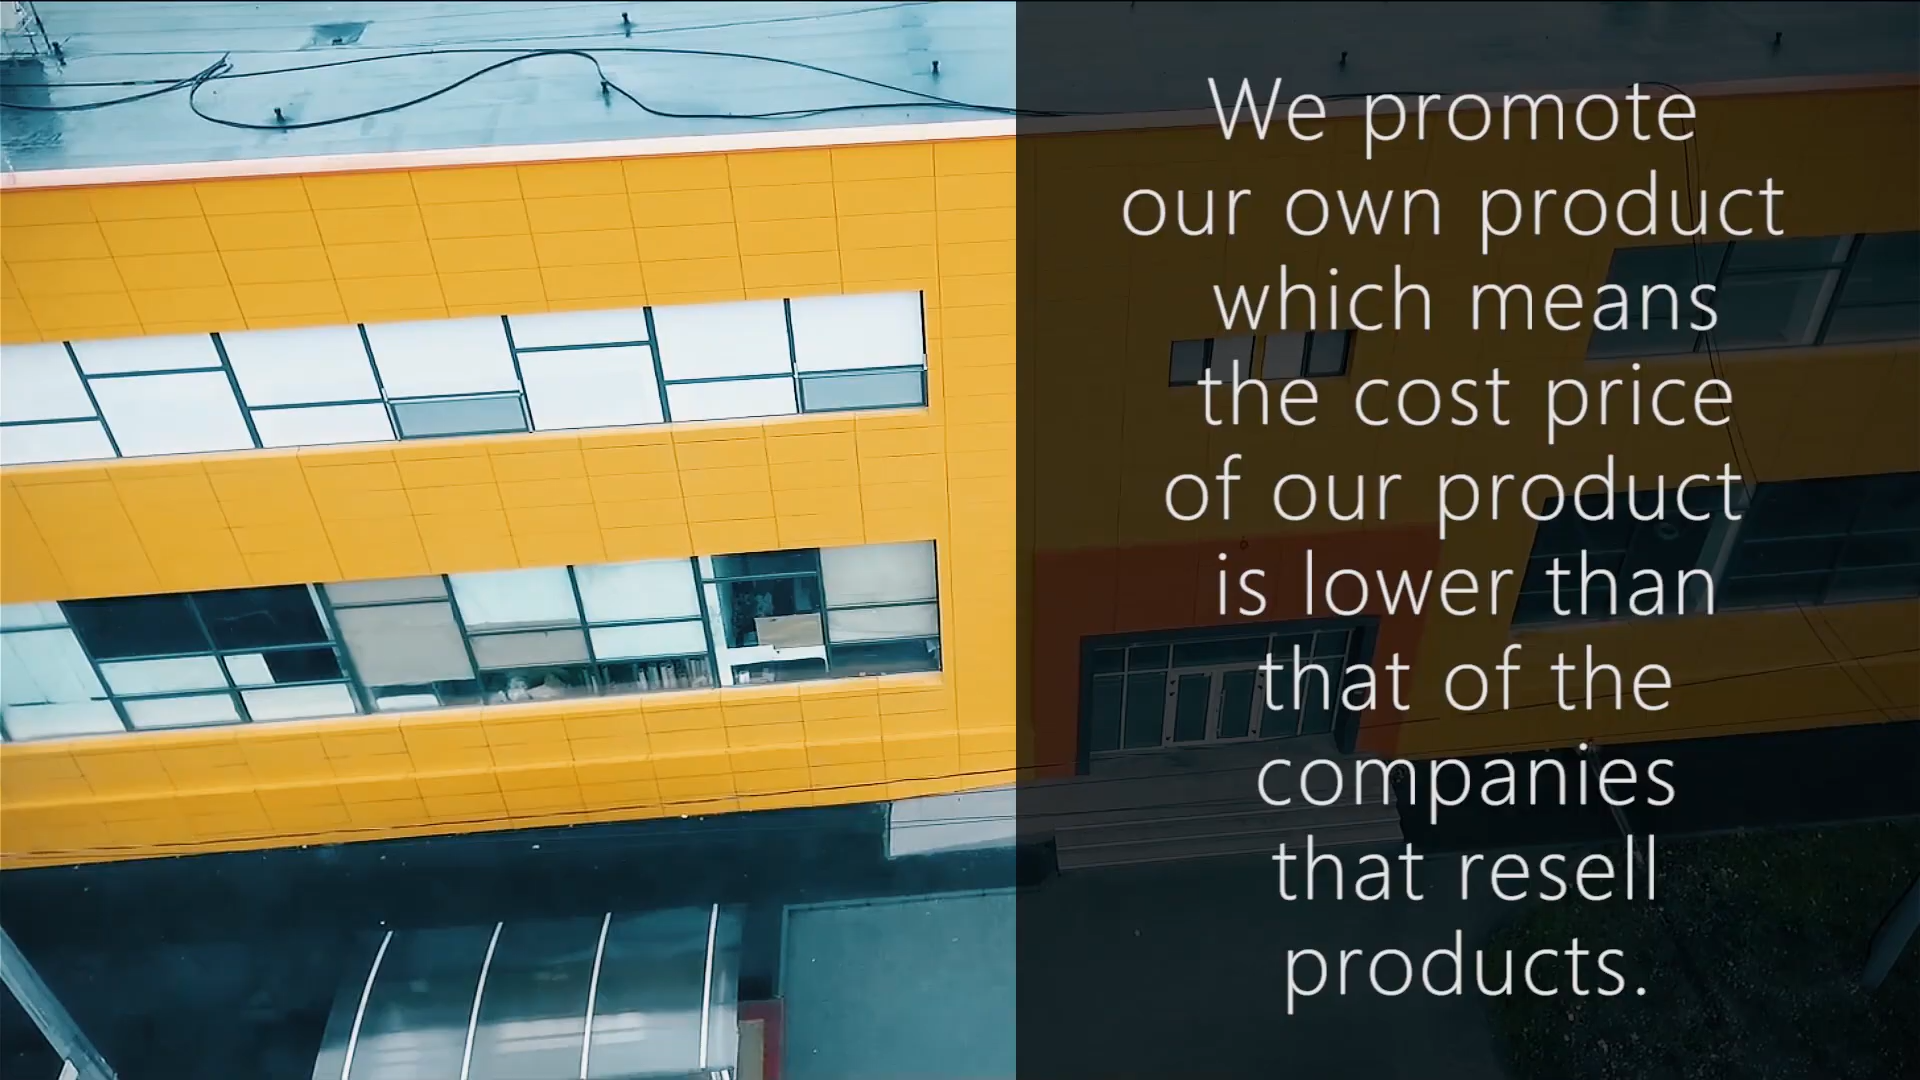 We promote
our own product
which means
the cost price
of our product
is lower than
that of the
companies
that resell
products.